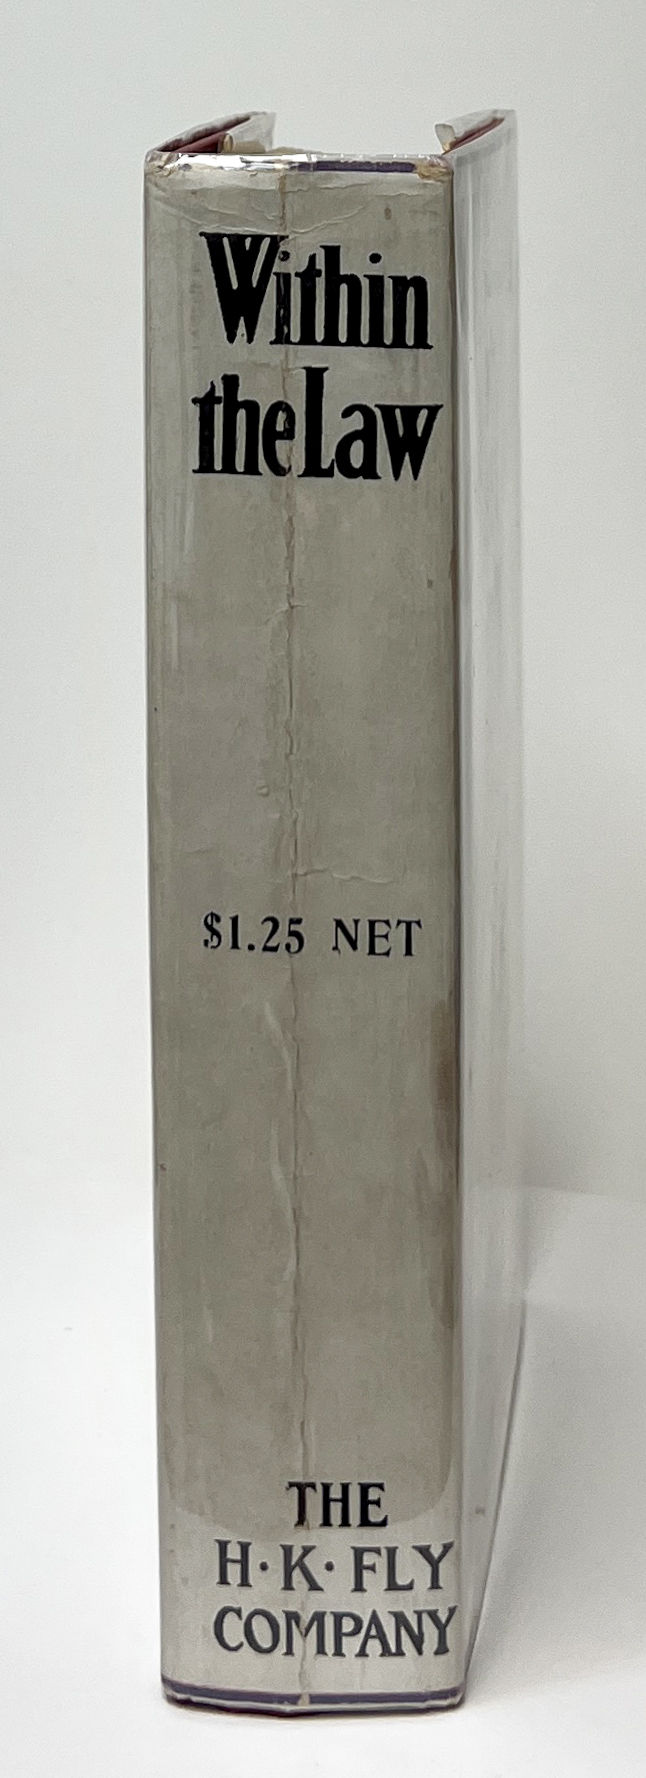 Within
the Law
$1.25 NET
THE
H·K·FLY
COMPANY